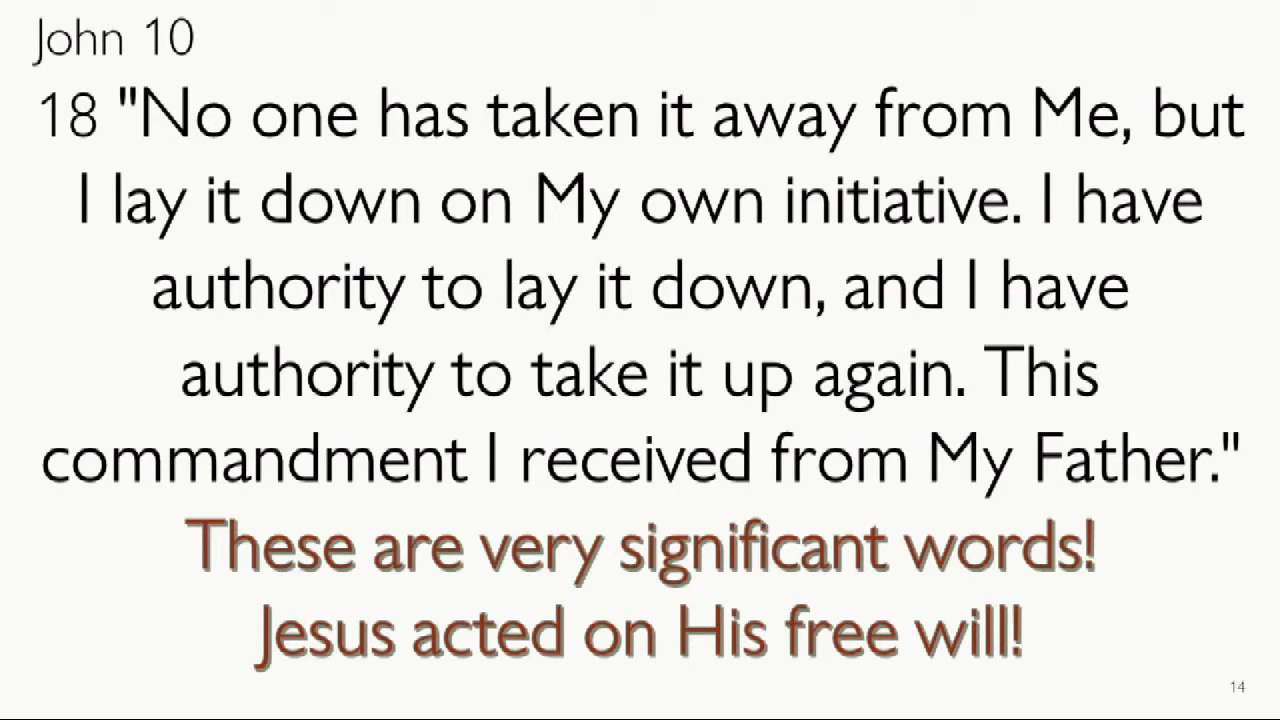 John 10
18 "No one has taken it away from Me, but
I lay it down on My own initiative. I have
authority to lay it down, and I have
authority to take it up again. This
commandment I received from My Father."
These are very significant words!
Jesus acted on His free will!
14